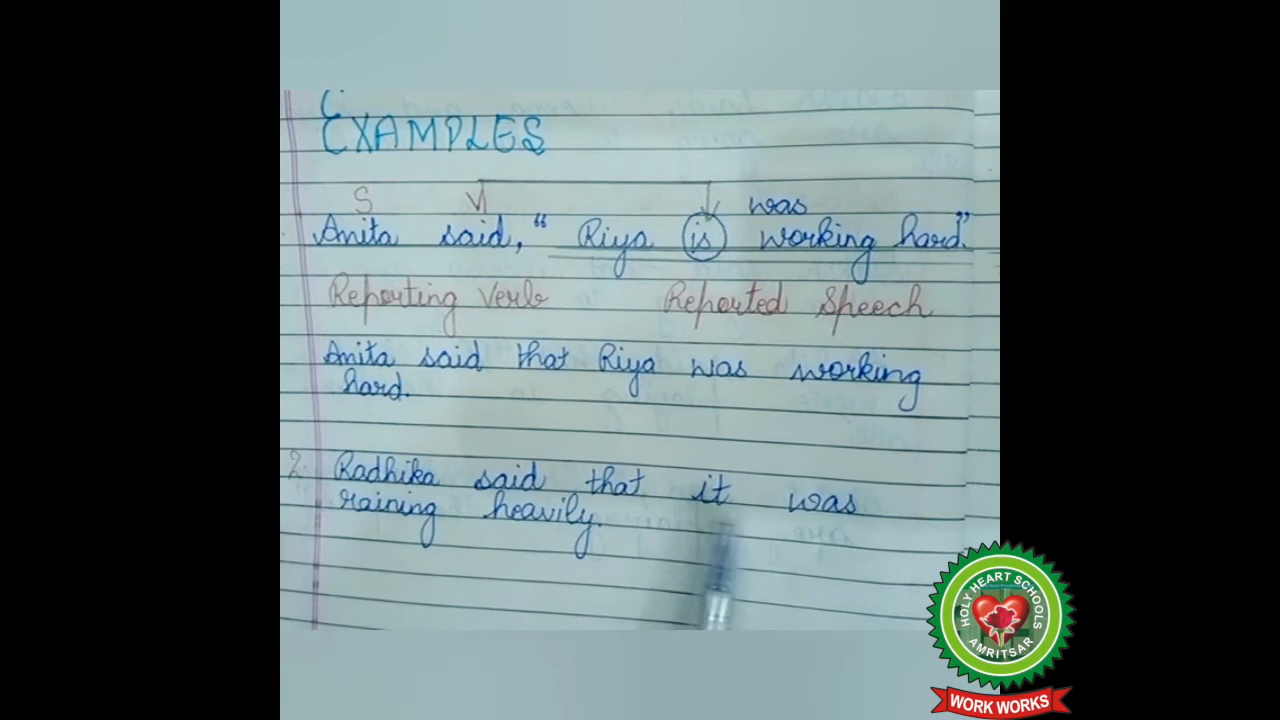 EXAMPLES
S V
was
Anita said, “ Riya is working hard.”
Reporting Verb Reported Speech
Anita said that Riya was working
hard.
2. Radhika said that it was
raining heavily.
HOLY HEART SCHOOLS
AMRITSAR
WORK WORKS